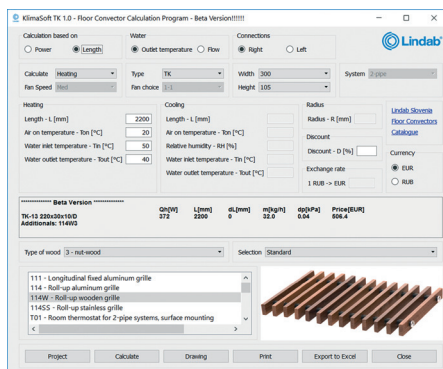 KlimaSoft TK 1.0 - Floor Convector Calculation Program - Beta Version!!!!!!
Calculation based on
Power Length
Water
Outlet temperature Flow
Connections
Right Left
Lindab
Calculate Heating
Type TK
Width 300
System 2-pipe
Fan Speed Med
Fan choice 1-1
Height 105
Heating
Length - L [mm] 2200
Air on temperature - Ton [°C] 20
Water inlet temperature - Tin [°C] 50
Water outlet temperature - Tout [°C] 40
Cooling
Length - L [mm]
Air on temperature - Ton [°C]
Relative humidity - RH [%]
Water inlet temperature - Tin [°C]
Water outlet temperature - Tout [°C]
Radius
Radius - R [mm]
Discount
Discount - D [%]
Exchange rate
1 RUB -> EUR
Lindab Slovenia
Floor Convectors
Catalogue
Currency
EUR
RUB
*************** Beta Version ***************
Qh[W] L[mm] dL[mm] m[kg/h] dp[kPa] Price[EUR]
TK-13 220x30x10/D 372 2200 0 32.0 0.04 506.4
Additionals: 114W3
Type of wood 3 - nut-wood
Selection Standard
111 - Longitudinal fixed aluminum grille
114 - Roll-up aluminum grille
114W - Roll-up wooden grille
114SS - Roll-up stainless grille
T01 - Room thermostat for 2-pipe systems, surface mounting
Project Calculate Drawing Print Export to Excel Close